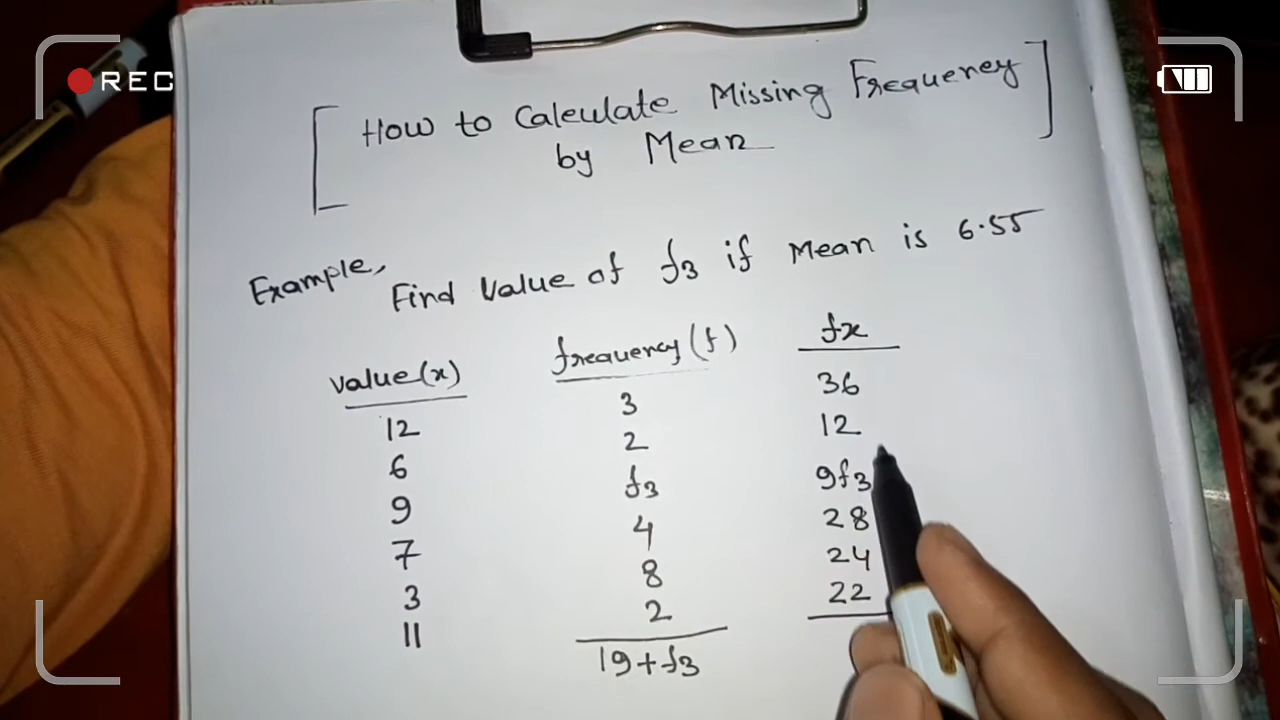 REC
How to Calculate Missing Frequency
by Mean
Example,
Find Value of f3 if Mean is 6.55
Value(x) frequency(f) fx
12 3 36
6 2 12
9 f3 9f3
7 4 28
3 8 24
11 2 22
19+f3